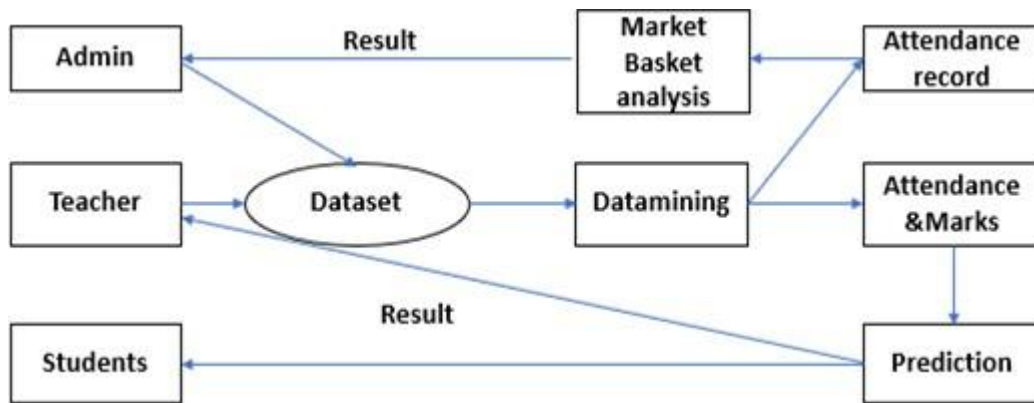 Admin
Result
Market
Basket
analysis
Attendance
record
Teacher
Dataset
Datamining
Attendance
&Marks
Result
Students
Prediction